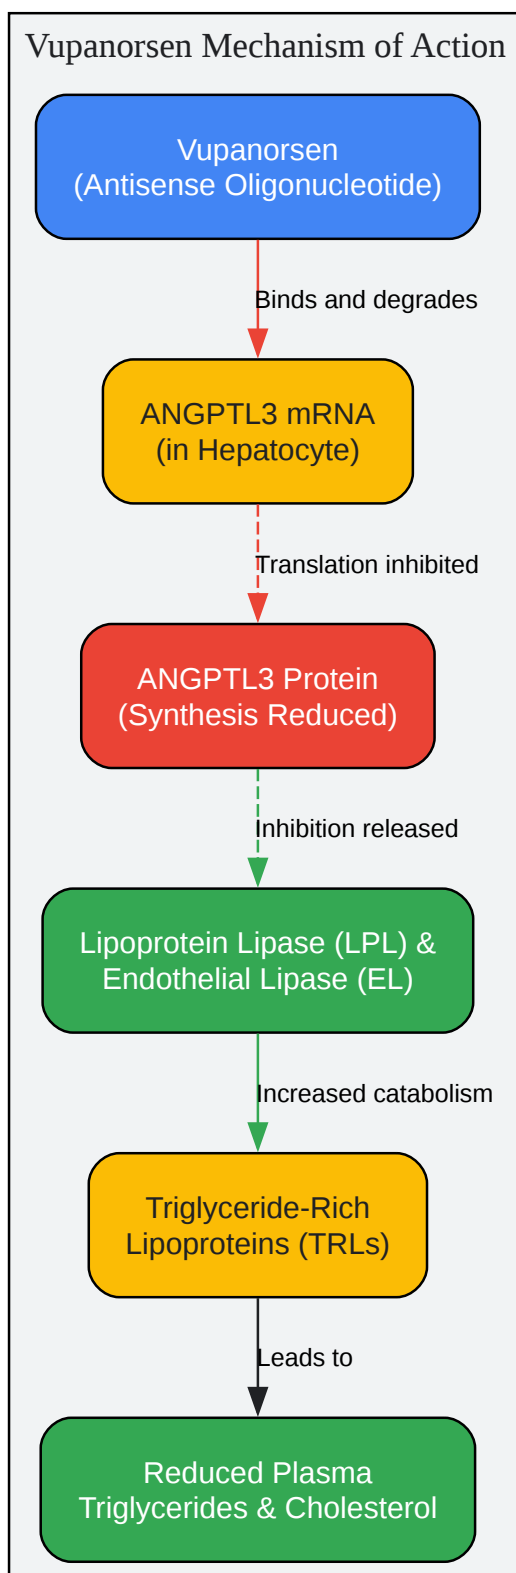 Vupanorsen Mechanism of Action
Vupanorsen
(Antisense Oligonucleotide)
Binds and degrades
ANGPTL3 mRNA
(in Hepatocyte)
Translation inhibited
ANGPTL3 Protein
(Synthesis Reduced)
Inhibition released
Lipoprotein Lipase (LPL) &
Endothelial Lipase (EL)
Increased catabolism
Triglyceride-Rich
Lipoproteins (TRLs)
Leads to
Reduced Plasma
Triglycerides & Cholesterol